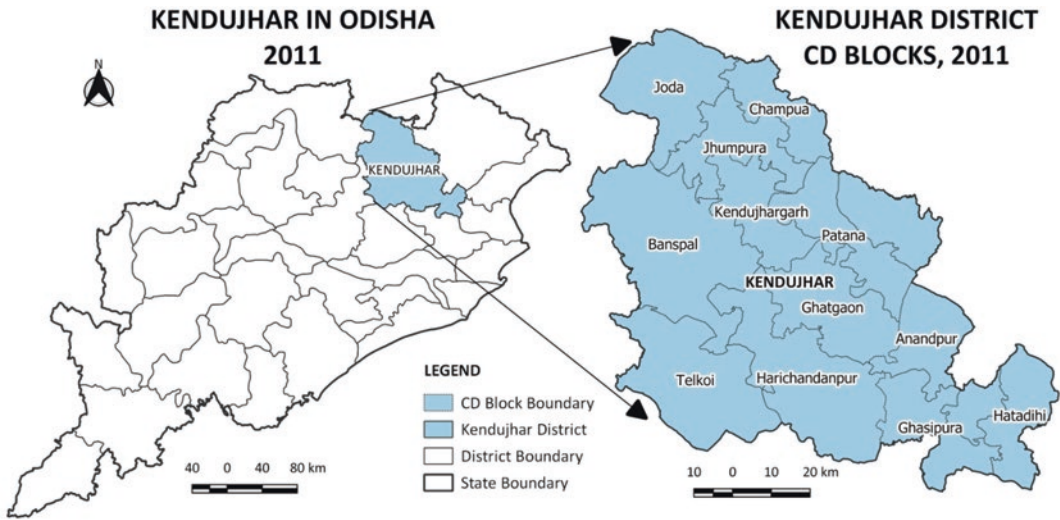 KENDUJHAR IN ODISHA
2011
N
KENDUJHAR
LEGEND
CD Block Boundary
Kendujhar District
District Boundary
State Boundary
40 0 40 80 km
KENDUJHAR DISTRICT
CD BLOCKS, 2011
Joda
Champua
Jhumpura
Kendujhargarh
Patana
Banspal
KENDUJHAR
Ghatgaon
Anandpur
Telkoi
Harichandanpur
Ghasipura
Hatadihi
10 0 10 20 km